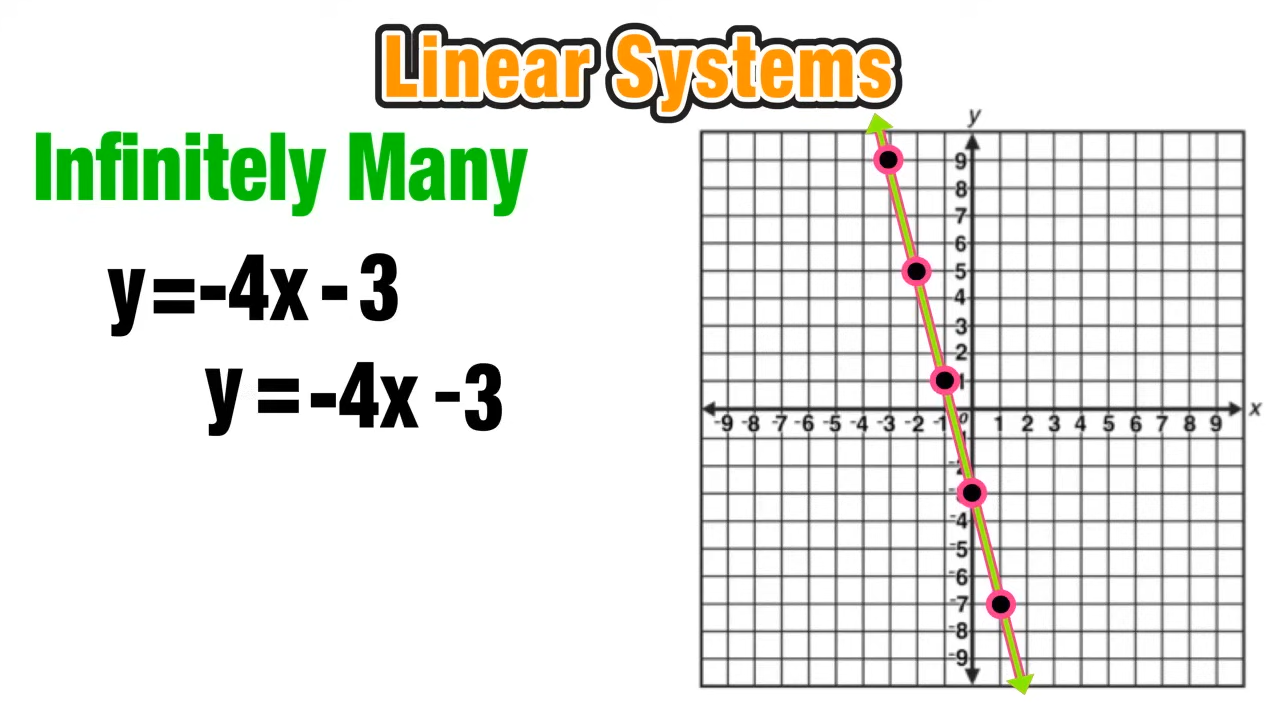 Linear Systems
Infinitely Many
y=-4x - 3
y = -4x -3
y
9
8
7
6
5
4
3
2
1
x
-9 -8 -7 -6 -5 -4 -3 -2 -1 0 1 2 3 4 5 6 7 8 9
-4
-5
-6
-7
-8
-9